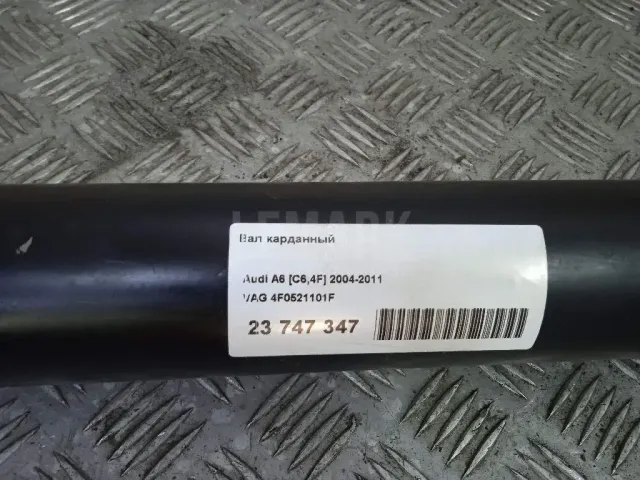 LEMARK
Вал карданный
Audi A6 [C6,4F] 2004-2011
VAG 4F0521101F
23 747 347